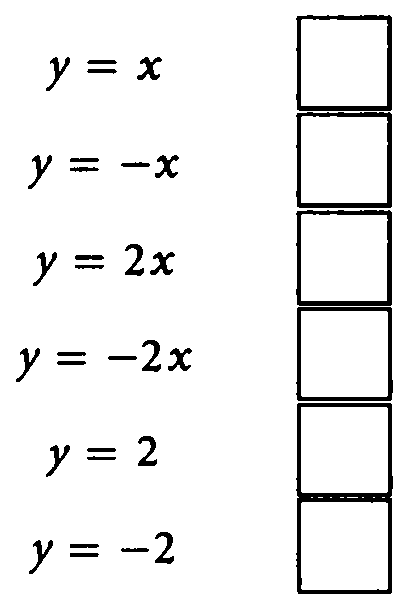 y = x
y = −x
y = 2x
y = −2x
y = 2
y = −2